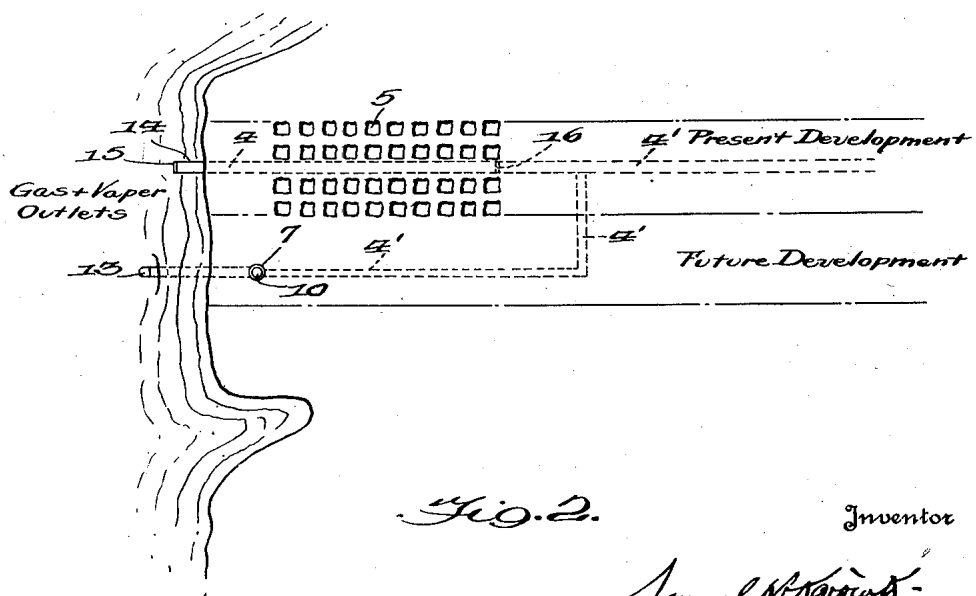 5
14
4
16
4' Present Development
15
Gas & Vaper
Outlets
7
4'
4'
13
10
Future Development
Fig. 2.
Inventor